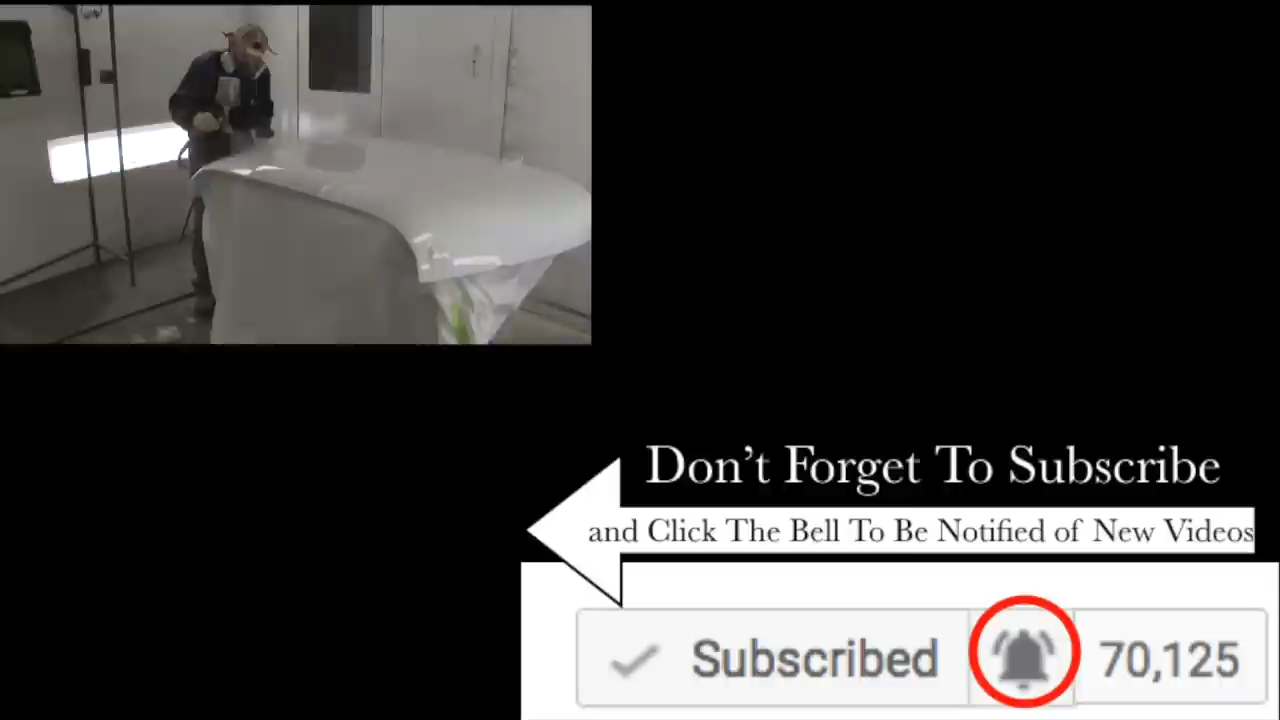 Don't Forget To Subscribe
and Click The Bell To Be Notified of New Videos
Subscribed 70,125